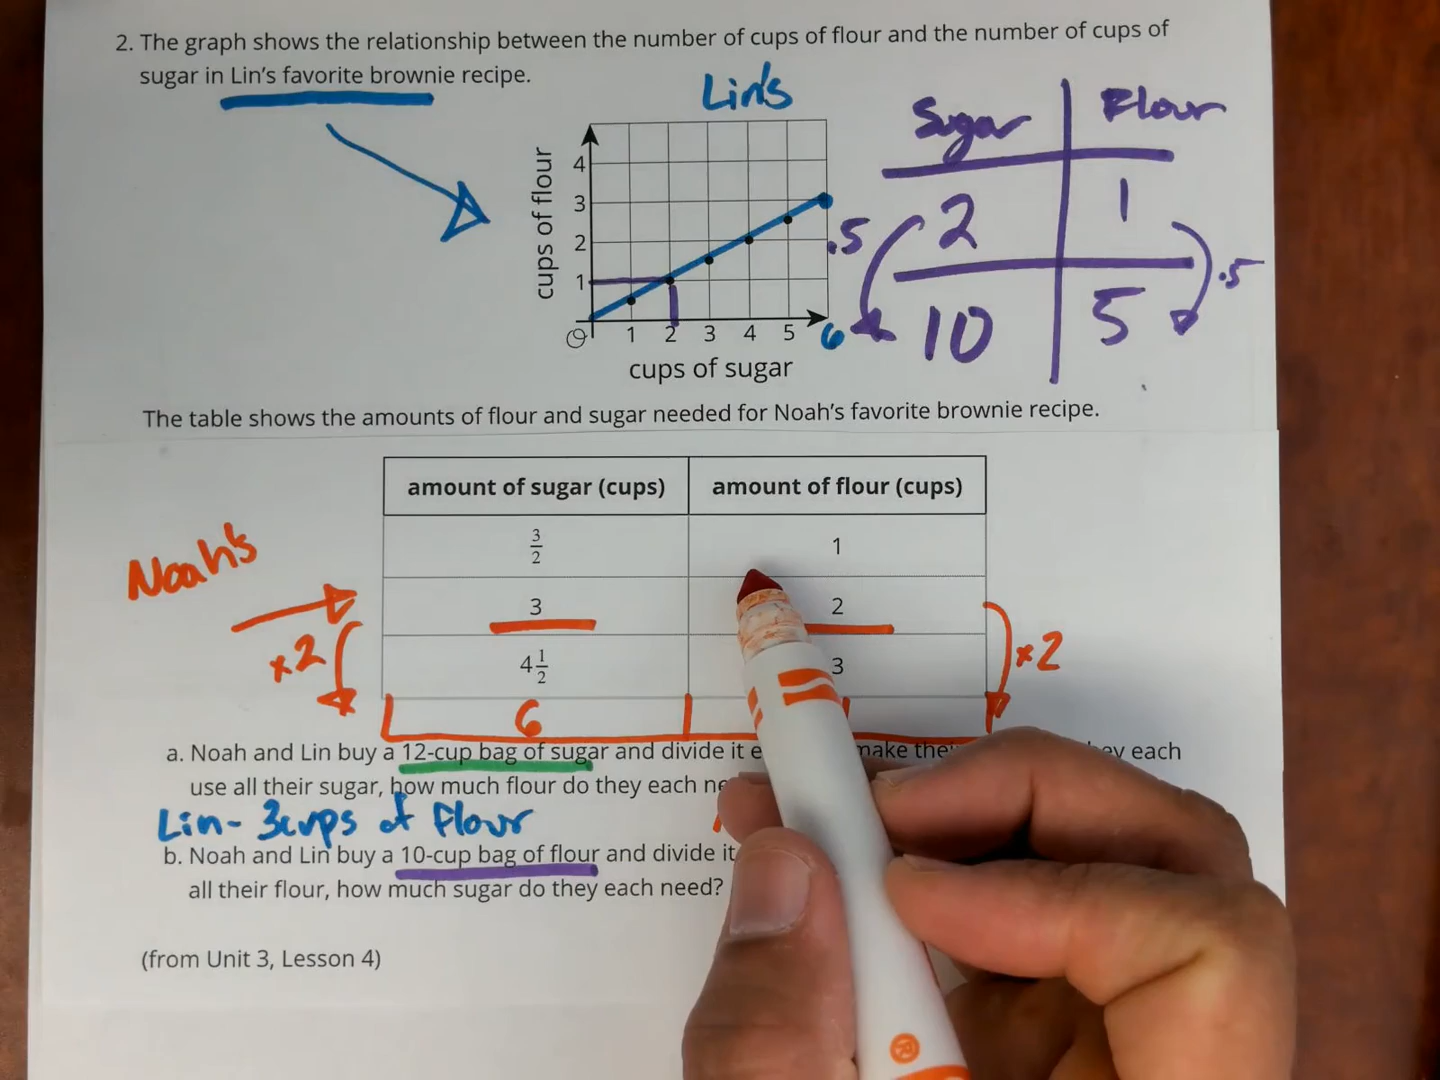 2. The graph shows the relationship between the number of cups of flour and the number of cups of
sugar in Lin's favorite brownie recipe.
Lin's
cups of flour
4
3
2
1
0
1 2 3 4 5 6
cups of sugar
Sugar Flour
2 1
10 5
.5
.5
The table shows the amounts of flour and sugar needed for Noah's favorite brownie recipe.
Noah's
amount of sugar (cups) amount of flour (cups)
3/2 1
3 2
4 1/2 3
6
×2
×2
a. Noah and Lin buy a 12-cup bag of sugar and divide it make each
use all their sugar, how much flour do they each
Lin- 3cups of flour
b. Noah and Lin buy a 10-cup bag of flour and divide it
all their flour, how much sugar do they each need?
(from Unit 3, Lesson 4)
®